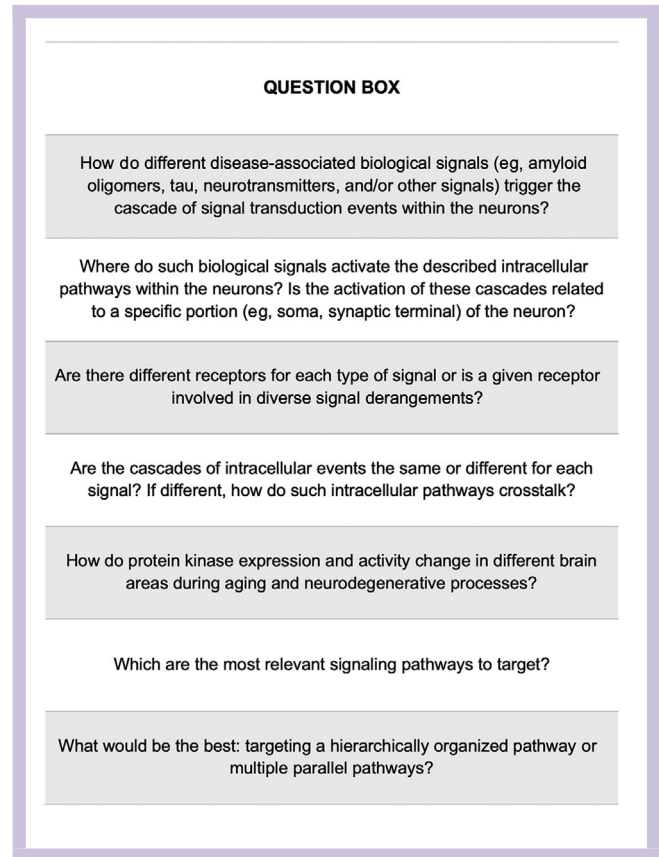 QUESTION BOX
How do different disease-associated biological signals (eg, amyloid
oligomers, tau, neurotransmitters, and/or other signals) trigger the
cascade of signal transduction events within the neurons?
Where do such biological signals activate the described intracellular
pathways within the neurons? Is the activation of these cascades related
to a specific portion (eg, soma, synaptic terminal) of the neuron?
Are there different receptors for each type of signal or is a given receptor
involved in diverse signal derangements?
Are the cascades of intracellular events the same or different for each
signal? If different, how do such intracellular pathways crosstalk?
How do protein kinase expression and activity change in different brain
areas during aging and neurodegenerative processes?
Which are the most relevant signaling pathways to target?
What would be the best: targeting a hierarchically organized pathway or
multiple parallel pathways?